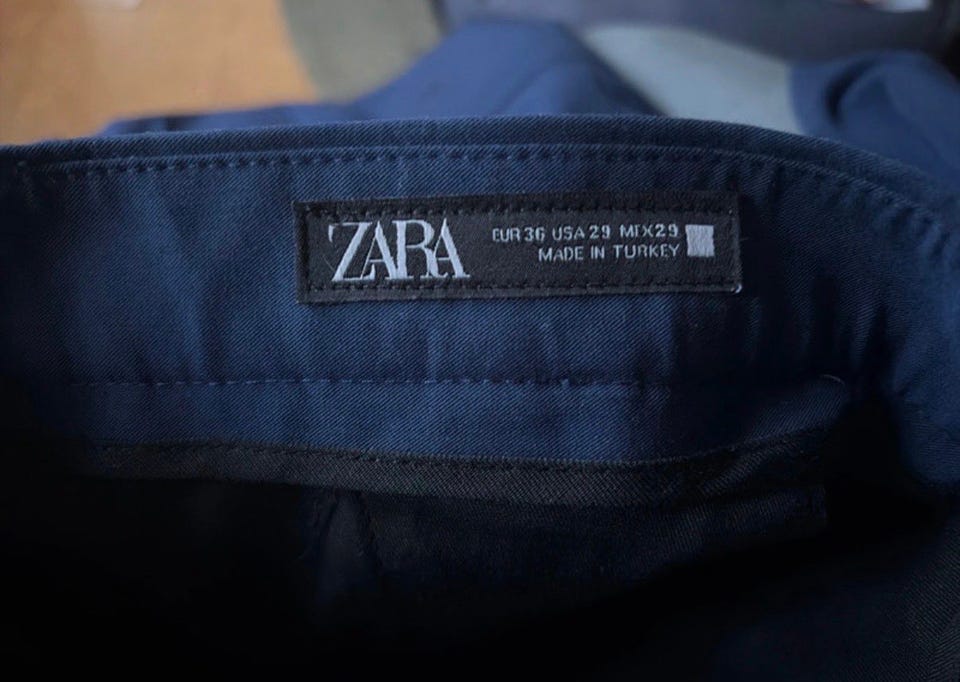 ZARA
EUR 36 USA 29 MEX 29
MADE IN TURKEY